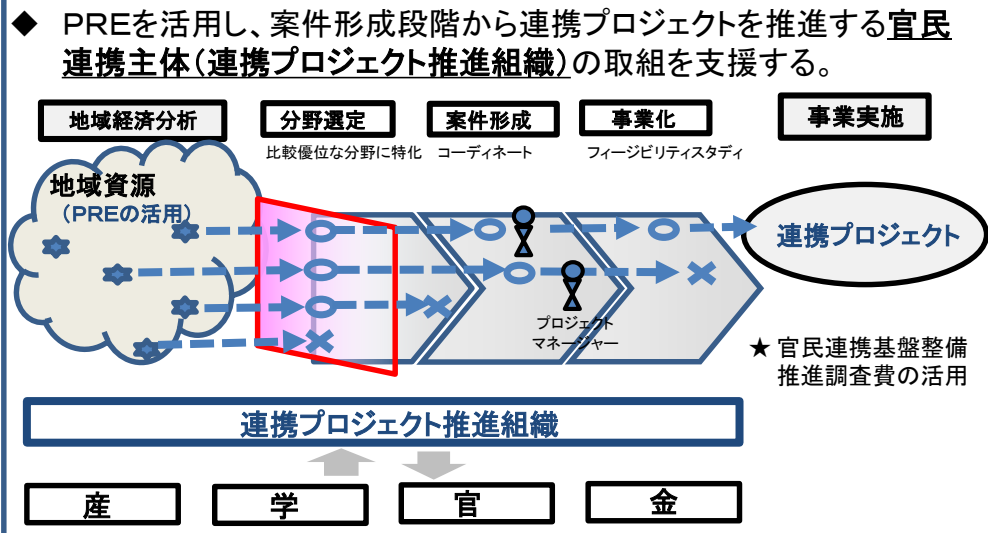 ◆ PREを活用し、案件形成段階から連携プロジェクトを推進する官民
連携主体(連携プロジェクト推進組織)の取組を支援する。
地域経済分析
分野選定
案件形成
事業化
事業実施
比較優位な分野に特化
コーディネート
フィージビリティスタディ
地域資源
(PREの活用)
連携プロジェクト
プロジェクト
マネージャー
★ 官民連携基盤整備
推進調査費の活用
連携プロジェクト推進組織
産
学
官
金